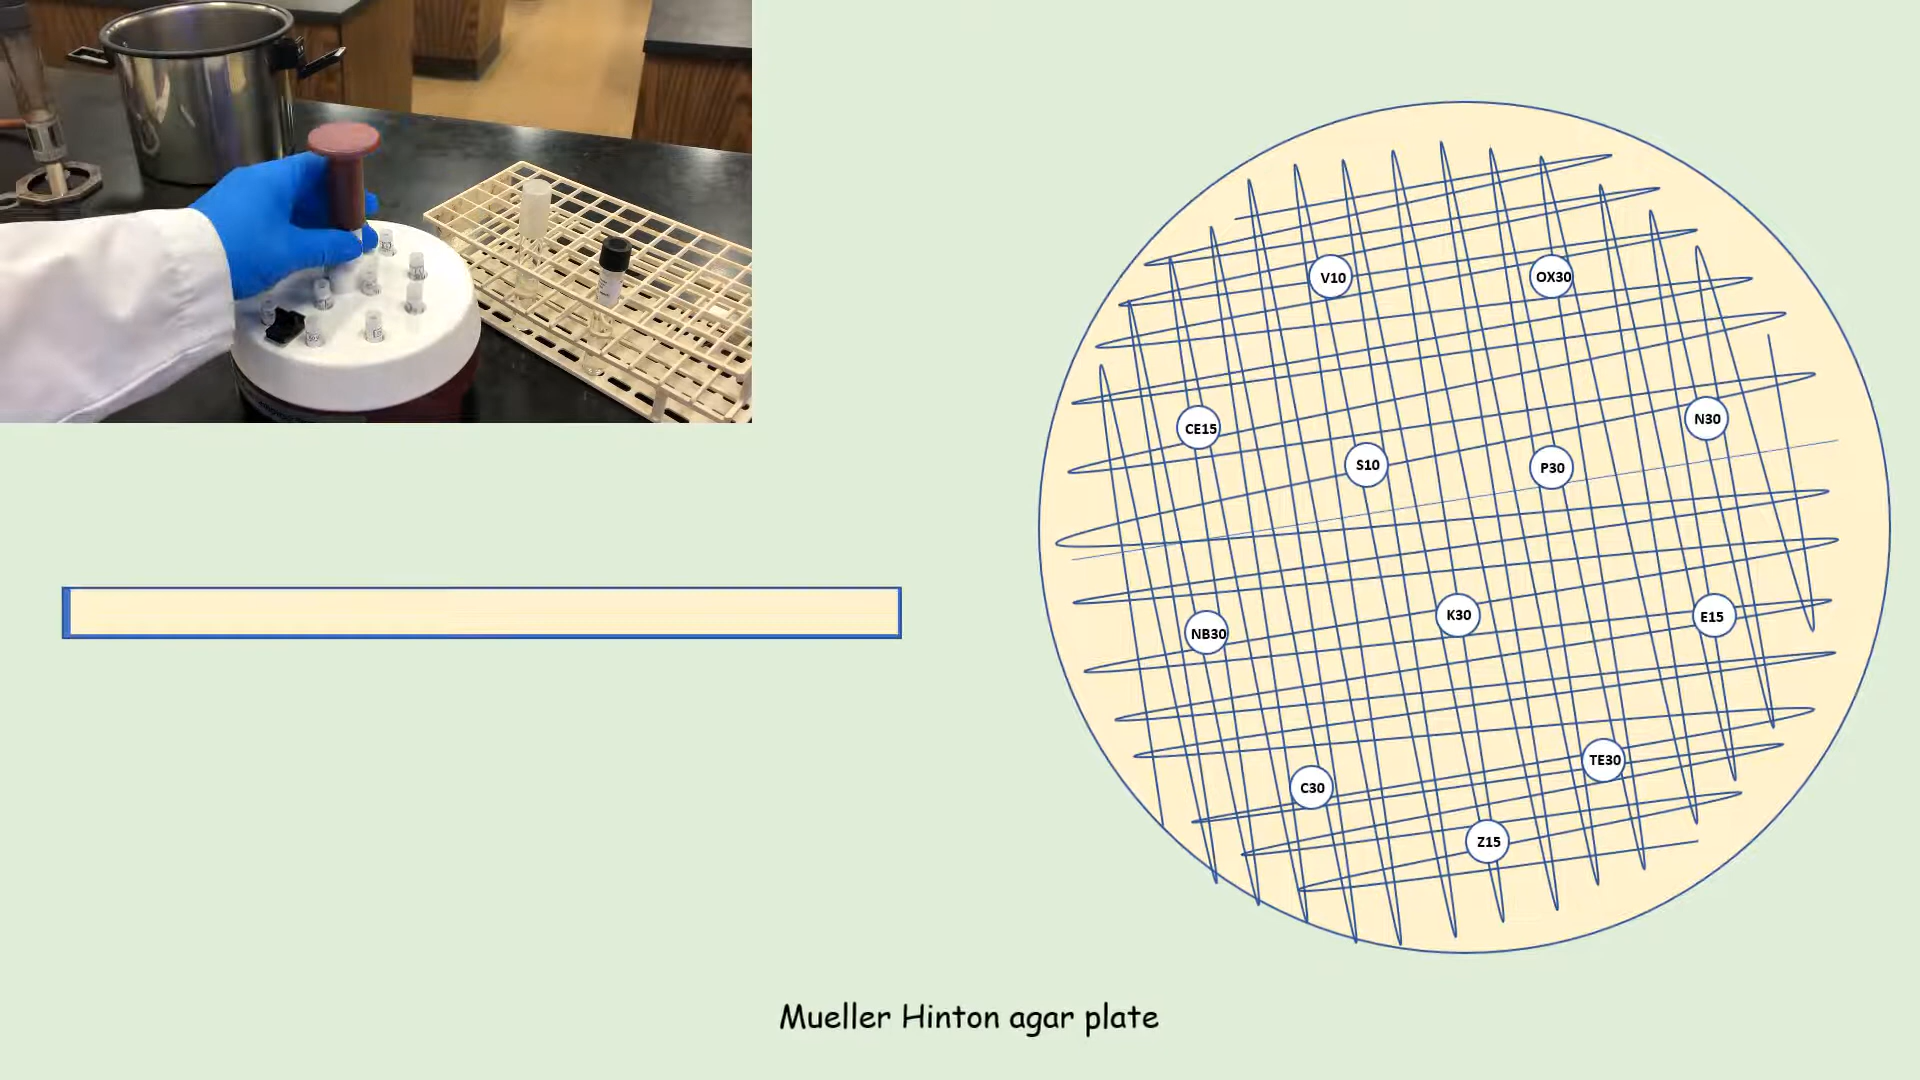 V10
OX30
CE15
N30
S10
P30
NB30
K30
E15
C30
TE30
Z15
Mueller Hinton agar plate